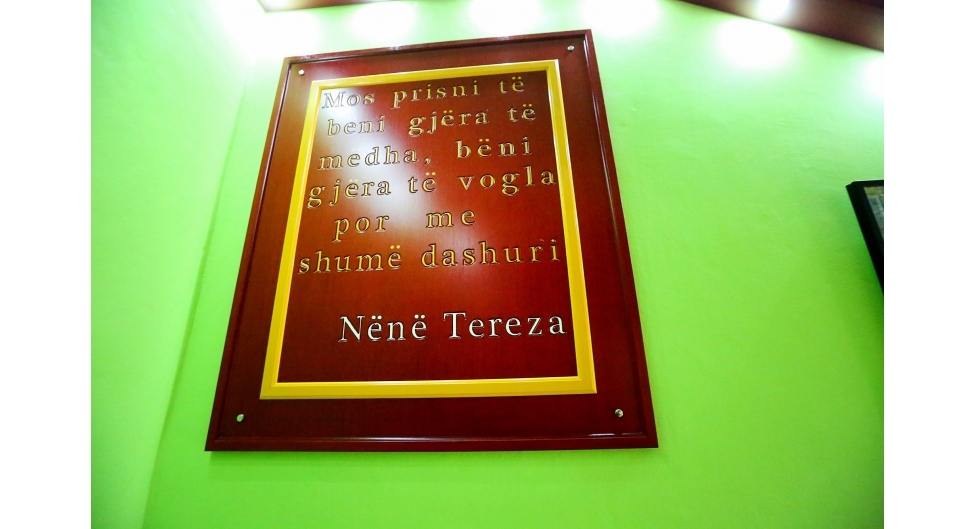 Mos prisni të
beni gjëra të
medha, bëni
gjëra të vogla
por me
shumë dashuri
Nënë Tereza